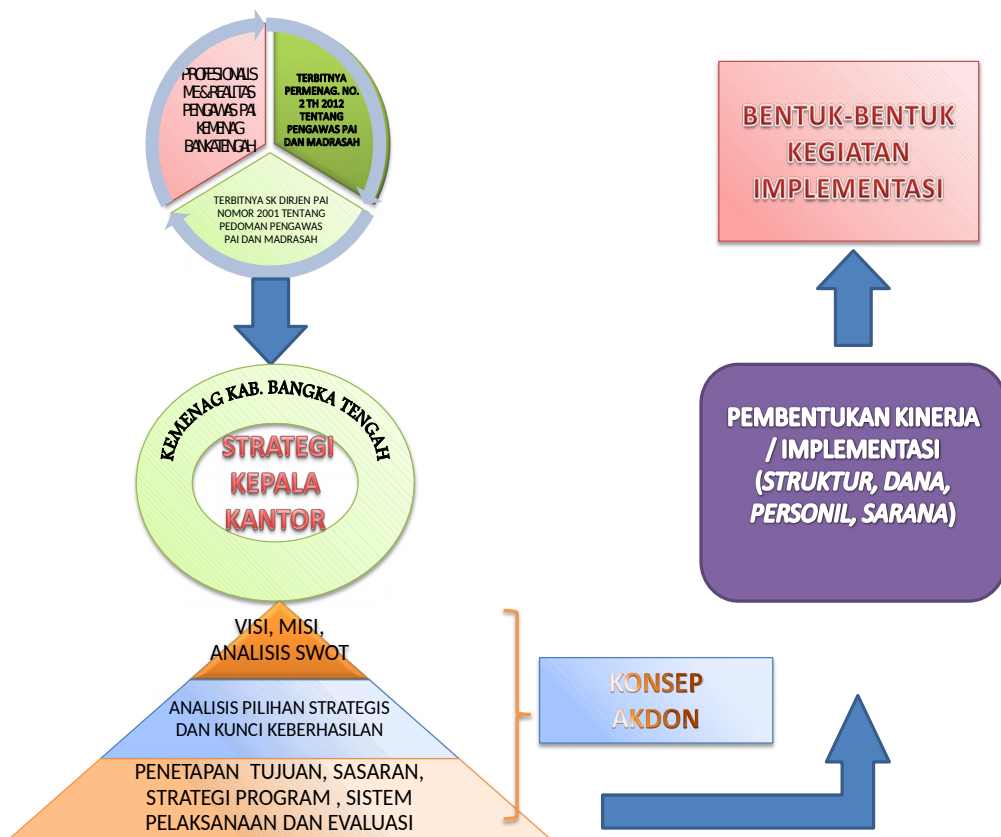 PROFESIONALIS
ME&REALITAS
PENGAWAS PAI
KEMENAG
BANKATENGAH
TERBITNYA
PERMENAG. NO.
2 TH 2012
TENTANG
PENGAWAS PAI
DAN MADRASAH
TERBITNYA SK DIRJEN PAI
NOMOR 2001 TENTANG
PEDOMAN PENGAWAS
PAI DAN MADRASAH
KEMENAG KAB. BANGKA TENGAH
STRATEGI
KEPALA
KANTOR
VISI, MISI,
ANALISIS SWOT
ANALISIS PILIHAN STRATEGIS
DAN KUNCI KEBERHASILAN
PENETAPAN TUJUAN, SASARAN,
STRATEGI PROGRAM , SISTEM
PELAKSANAAN DAN EVALUASI
KONSEP
AKDON
PEMBENTUKAN KINERJA
/ IMPLEMENTASI
(STRUKTUR, DANA,
PERSONIL, SARANA)
BENTUK-BENTUK
KEGIATAN
IMPLEMENTASI